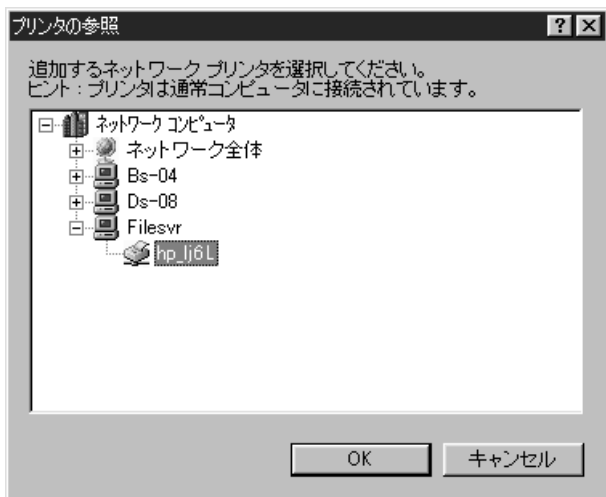 プリンタの参照
追加するネットワーク プリンタを選択してください。
ヒント：プリンタは通常コンピュータに接続されています。
ネットワーク コンピュータ
ネットワーク全体
Bs-04
Ds-08
Filesvr
hp_lj6L
OK
キャンセル